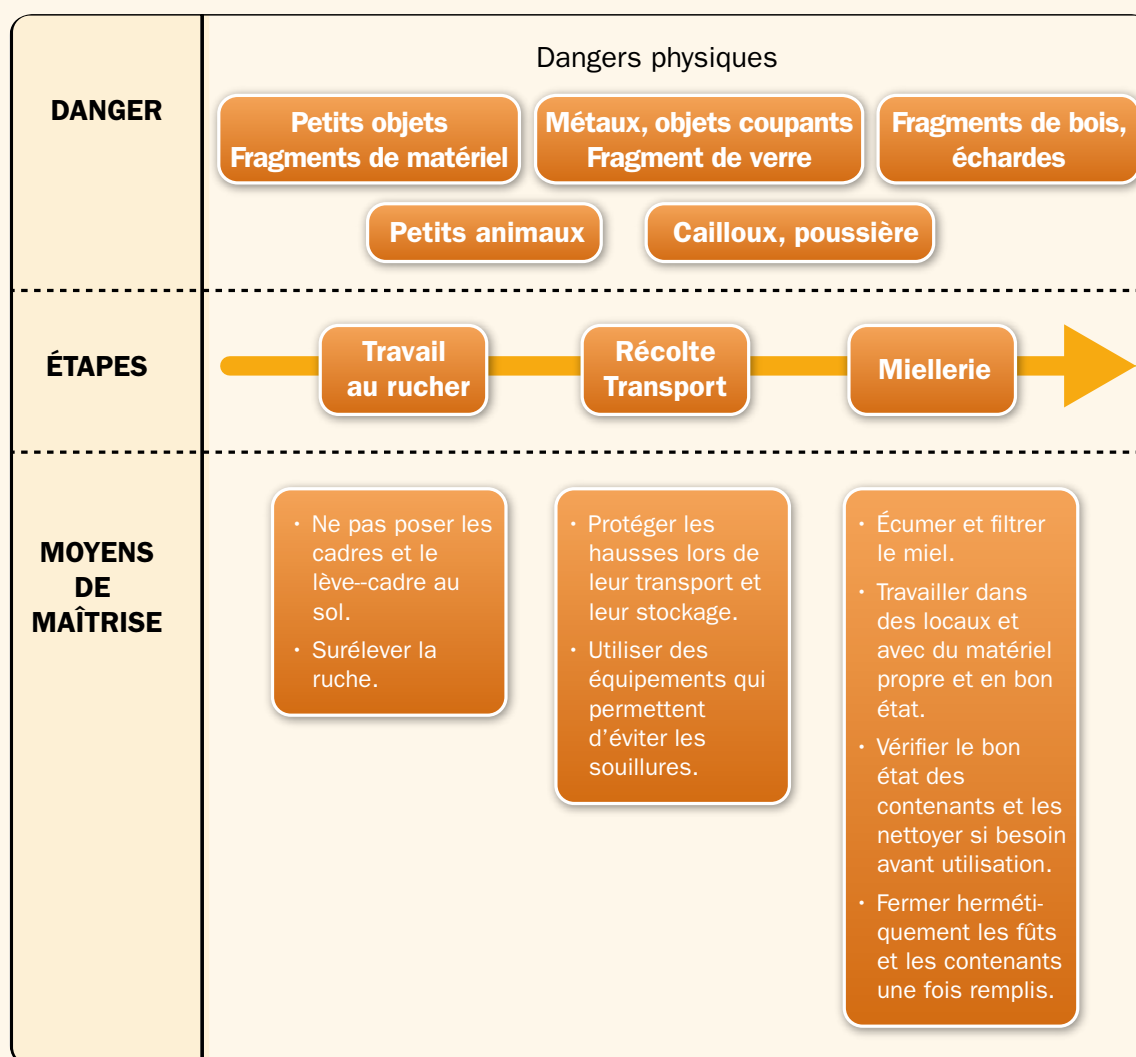 DANGER
Dangers physiques
Petits objets
Fragments de matériel
Métaux, objets coupants
Fragment de verre
Fragments de bois,
échardes
Petits animaux
Cailloux, poussière
ÉTAPES
Travail
au rucher
Récolte
Transport
Miellerie
MOYENS
DE
MAÎTRISE
· Ne pas poser les
cadres et le
lève--cadre au
sol.
· Surélever la
ruche.
· Protéger les
hausses lors de
leur transport et
leur stockage.
· Utiliser des
équipements qui
permettent
d'éviter les
souillures.
· Écumer et filtrer
le miel.
· Travailler dans
des locaux et
avec du matériel
propre et en bon
état.
· Vérifier le bon
état des
contenants et les
nettoyer si besoin
avant utilisation.
· Fermer herméti-
quement les fûts
et les contenants
une fois remplis.